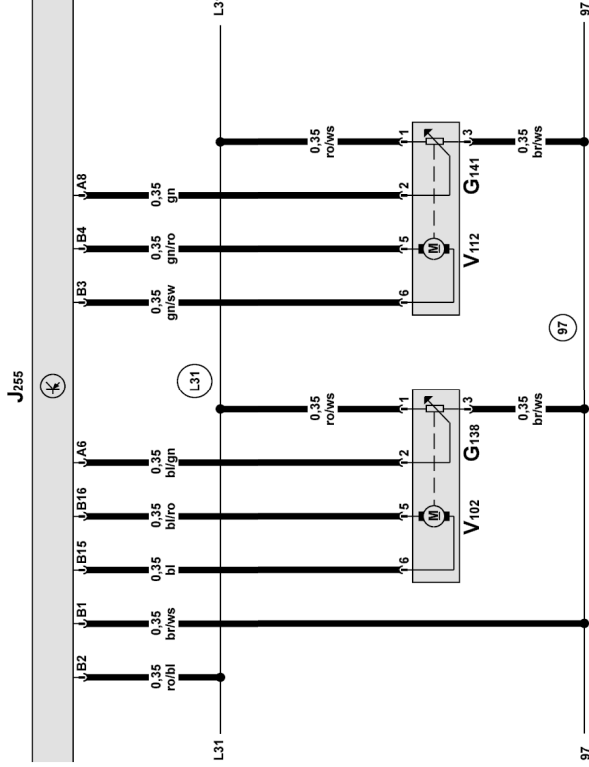 J255
B2 B1 B15 B16 A6 B3 B4 A8
0,35 0,35 0,35 0,35 0,35 0,35 0,35 0,35
ro/bl br/ws bl bl/ro bl/gn gn/sw gn/ro gn
L31 L31 L3
0,35 0,35
ro/ws ro/ws
6 5 2 1 6 5 2 1
M M
3 3
V102 G138 V112 G141
0,35 0,35
br/ws br/ws
97
97 97